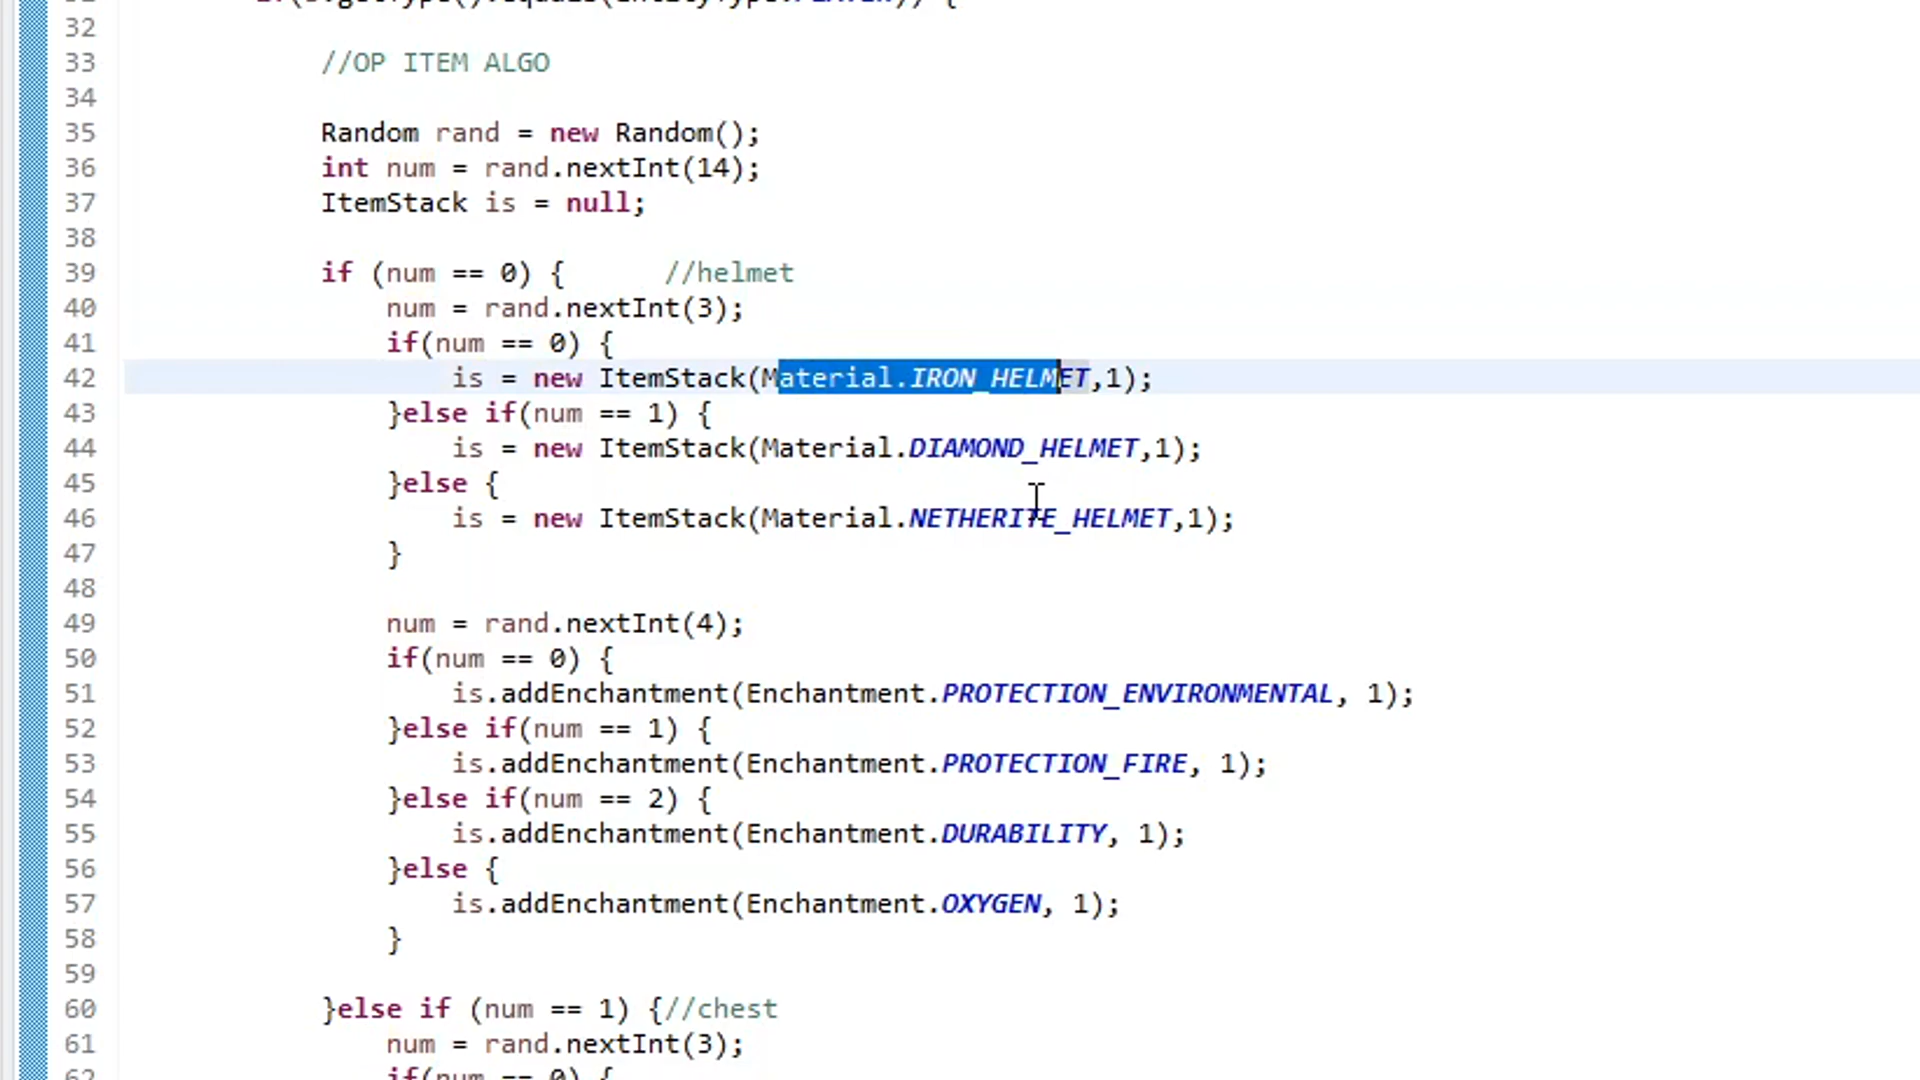 32
33 //OP ITEM ALGO
34
35 Random rand = new Random();
36 int num = rand.nextInt(14);
37 ItemStack is = null;
38
39 if (num == 0) { //helmet
40 num = rand.nextInt(3);
41 if(num == 0) {
42 is = new ItemStack(Material.IRON_HELMET,1);
43 }else if(num == 1) {
44 is = new ItemStack(Material.DIAMOND_HELMET,1);
45 }else {
46 is = new ItemStack(Material.NETHERITE_HELMET,1);
47 }
48
49 num = rand.nextInt(4);
50 if(num == 0) {
51 is.addEnchantment(Enchantment.PROTECTION_ENVIRONMENTAL, 1);
52 }else if(num == 1) {
53 is.addEnchantment(Enchantment.PROTECTION_FIRE, 1);
54 }else if(num == 2) {
55 is.addEnchantment(Enchantment.DURABILITY, 1);
56 }else {
57 is.addEnchantment(Enchantment.OXYGEN, 1);
58 }
59
60 }else if (num == 1) {//chest
61 num = rand.nextInt(3);
62 if(num == 0) {